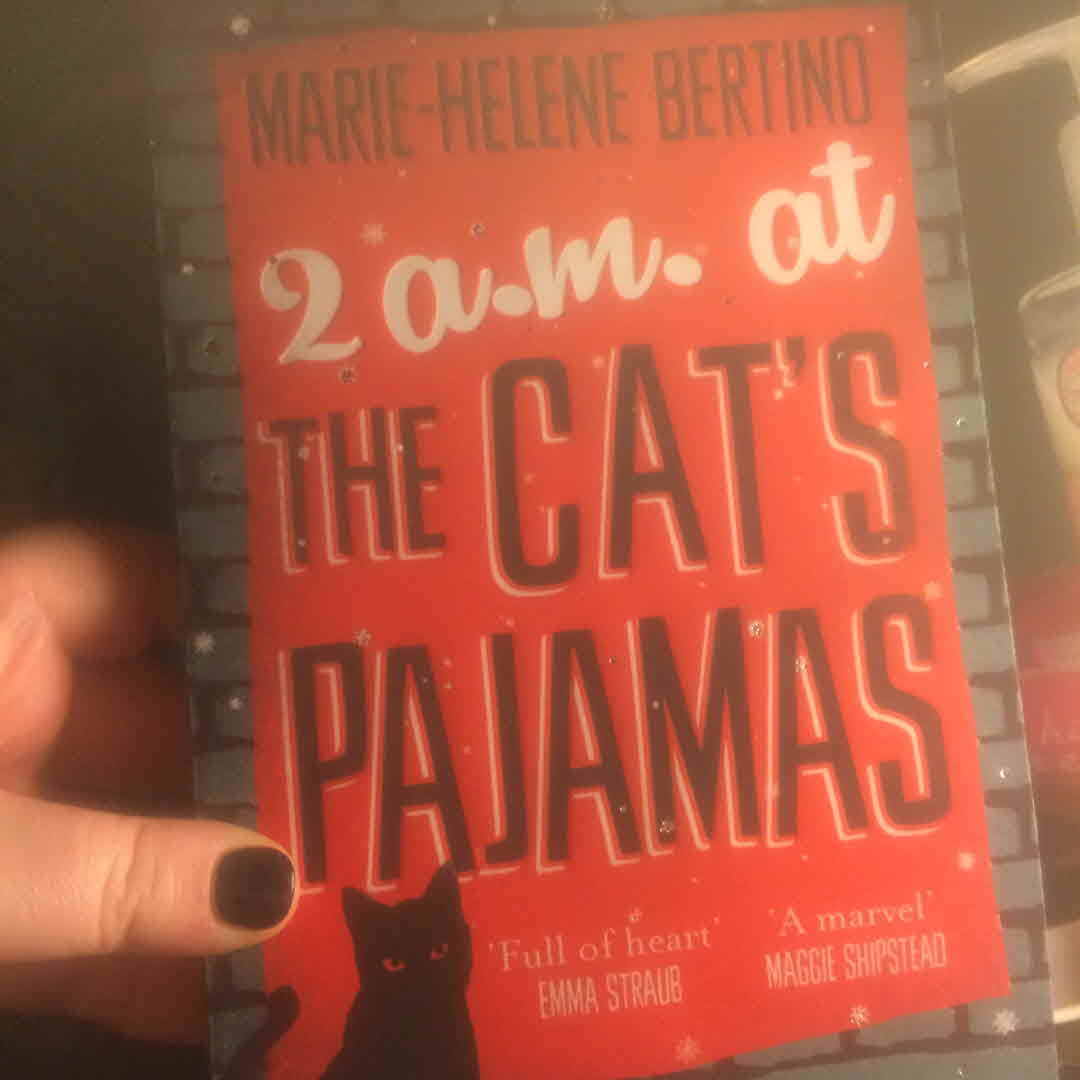 MARIE-HELENE BERTINO
2 a.m. at
THE CAT'S
PAJAMAS
'Full of heart'
EMMA STRAUB
'A marvel'
MAGGIE SHIPSTEAD